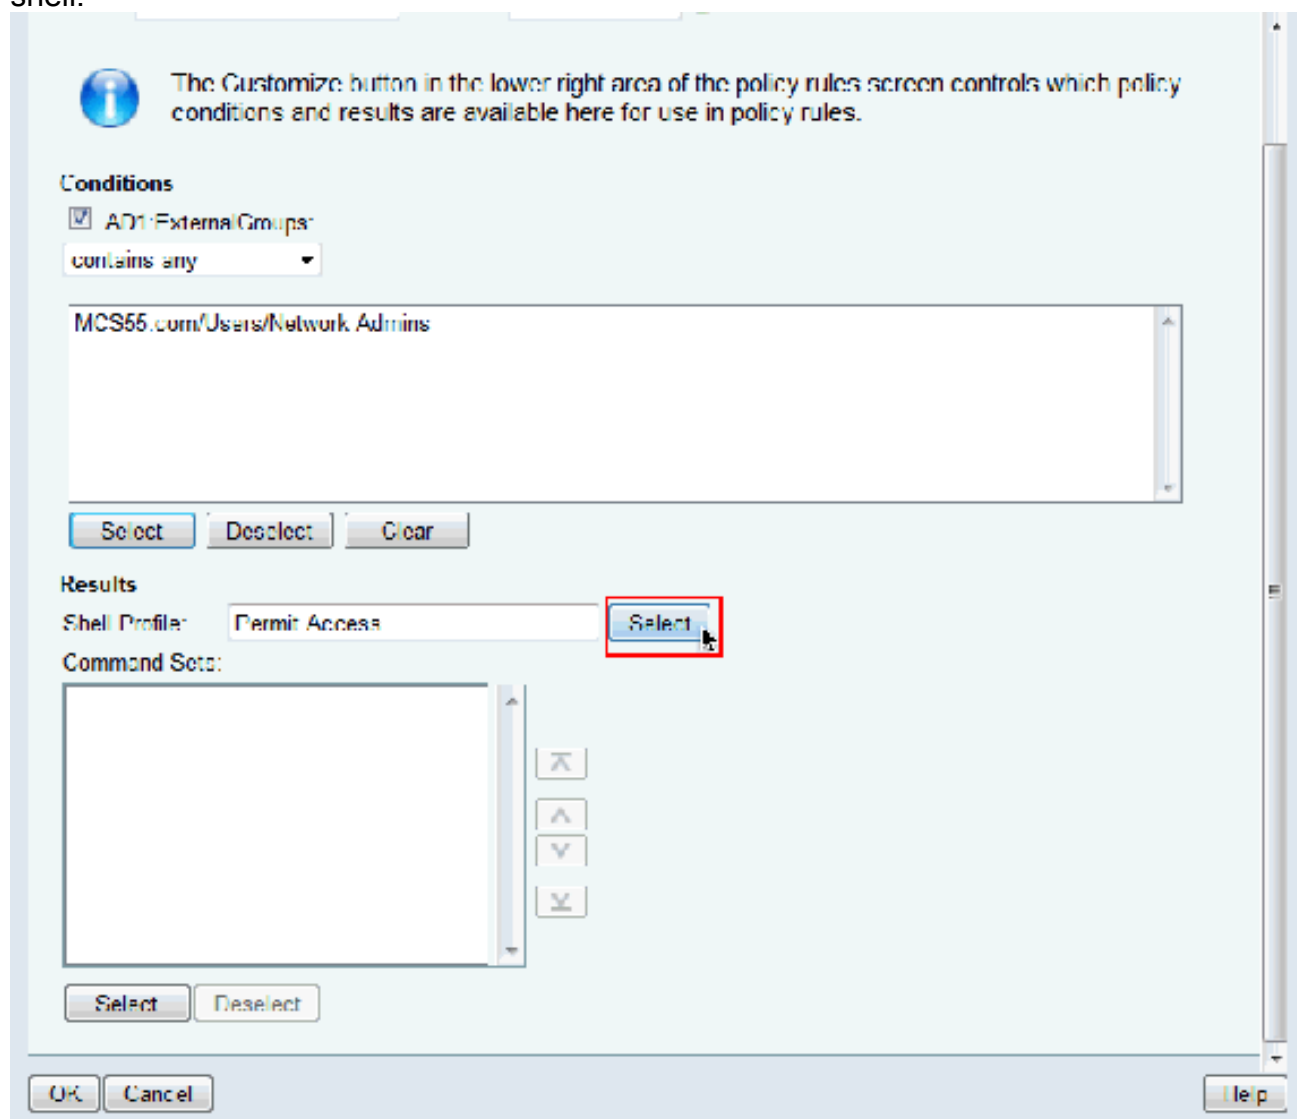 shell.
The Customize button in the lower right area of the policy rules screen controls which policy
conditions and results are available here for use in policy rules.
Conditions
AD1:ExternalGroups:
contains any
MCS55.com/Users/Network Admins
Select Deselect Clear
Results
Shell Profile: Permit Access Select
Command Sets:
Select Deselect
OK Cancel Help